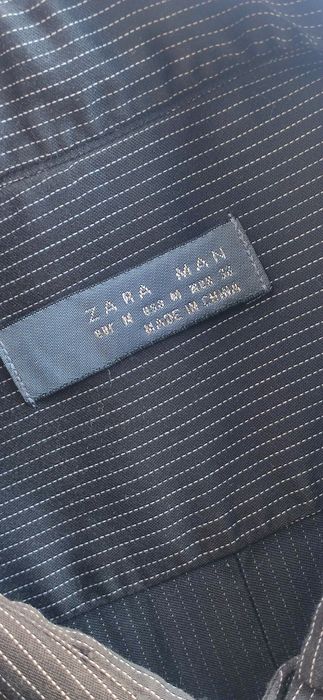 ZARA MAN
EUR M USA M MEX 38
MADE IN CHINA